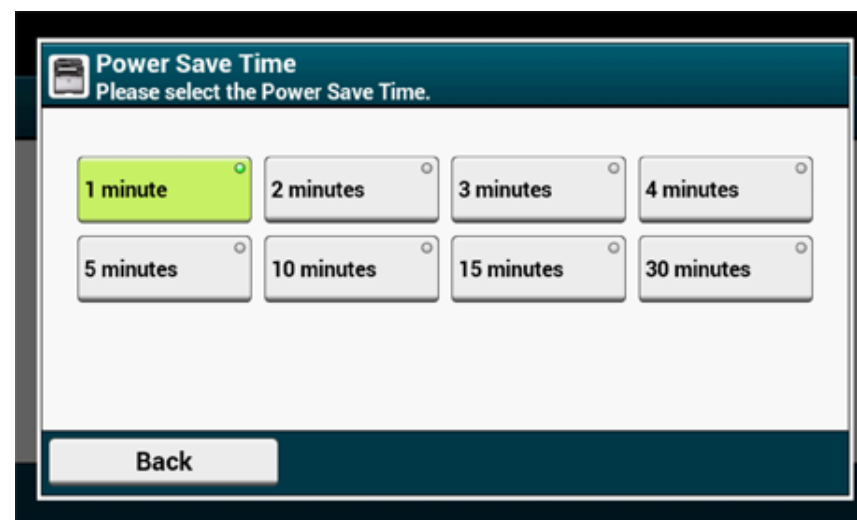 Power Save Time
Please select the Power Save Time.
1 minute
2 minutes
3 minutes
4 minutes
5 minutes
10 minutes
15 minutes
30 minutes
Back